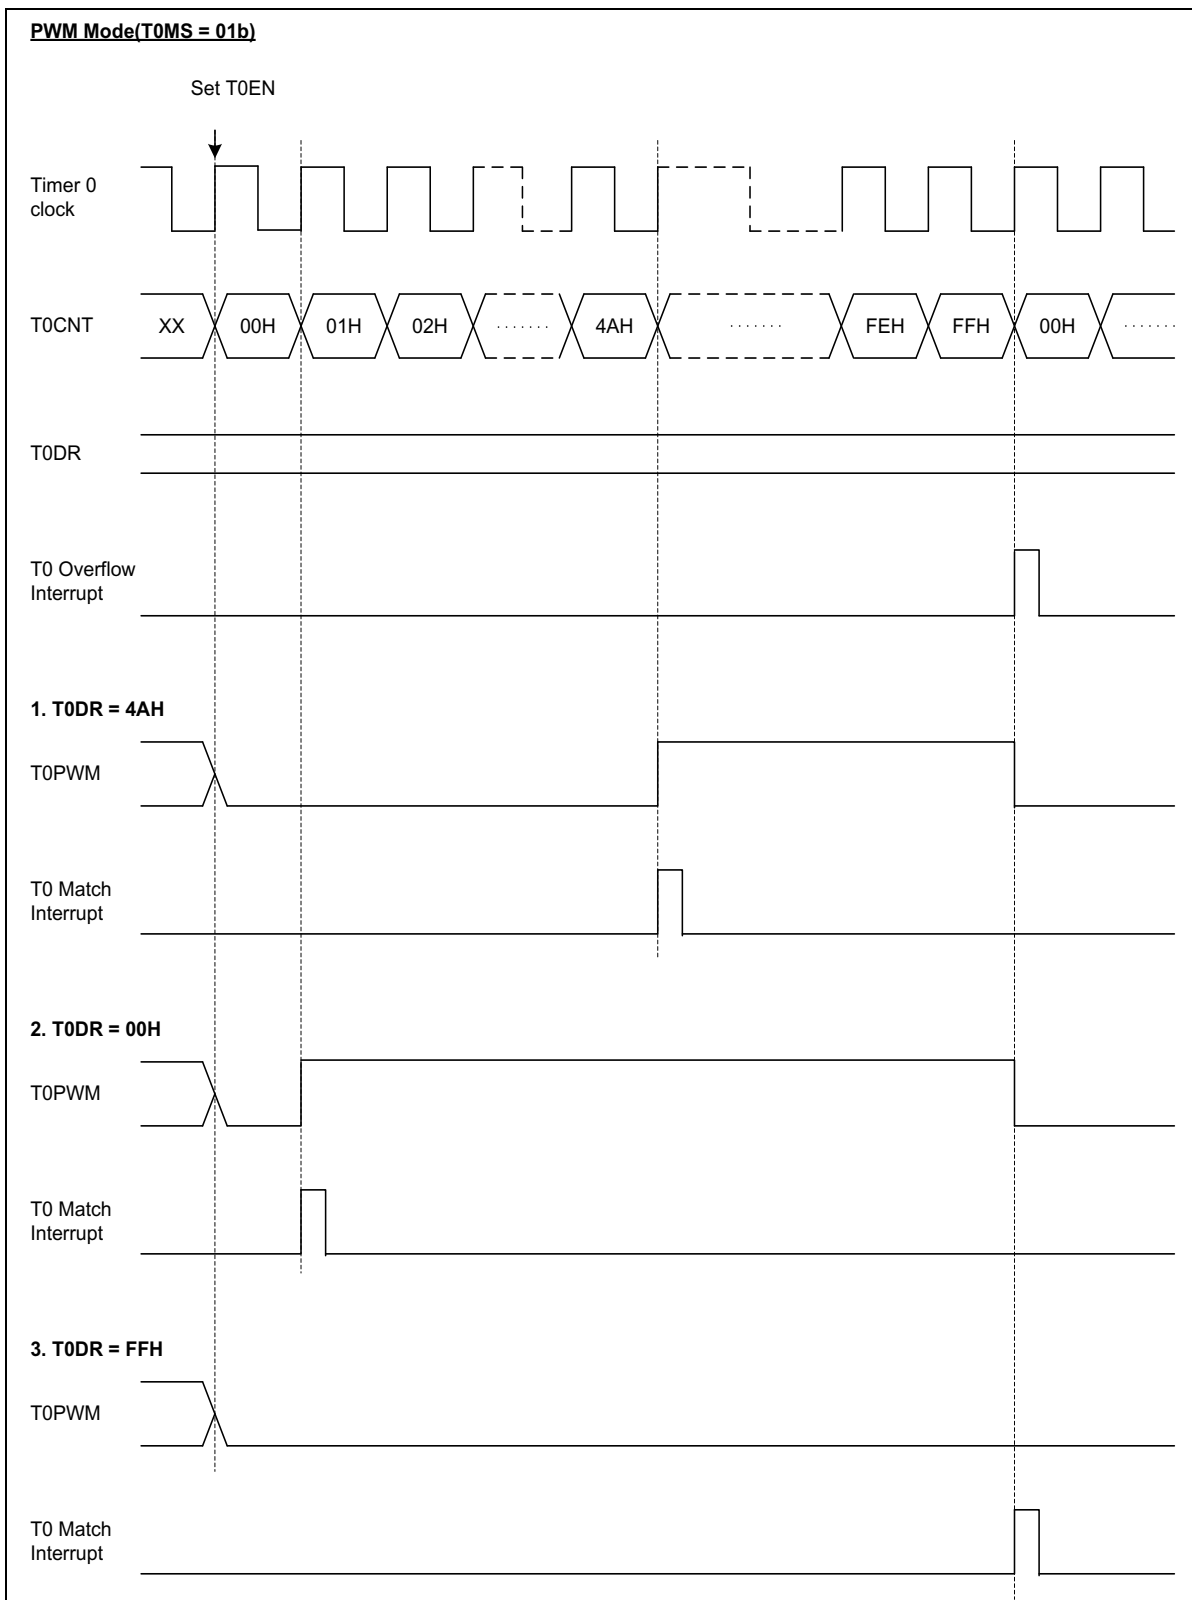 PWM Mode(T0MS = 01b)
Set T0EN
Timer 0
clock
T0CNT XX 00H 01H 02H ....... 4AH ....... FEH FFH 00H .......
T0DR
T0 Overflow
Interrupt
1. T0DR = 4AH
T0PWM
T0 Match
Interrupt
2. T0DR = 00H
T0PWM
T0 Match
Interrupt
3. T0DR = FFH
T0PWM
T0 Match
Interrupt